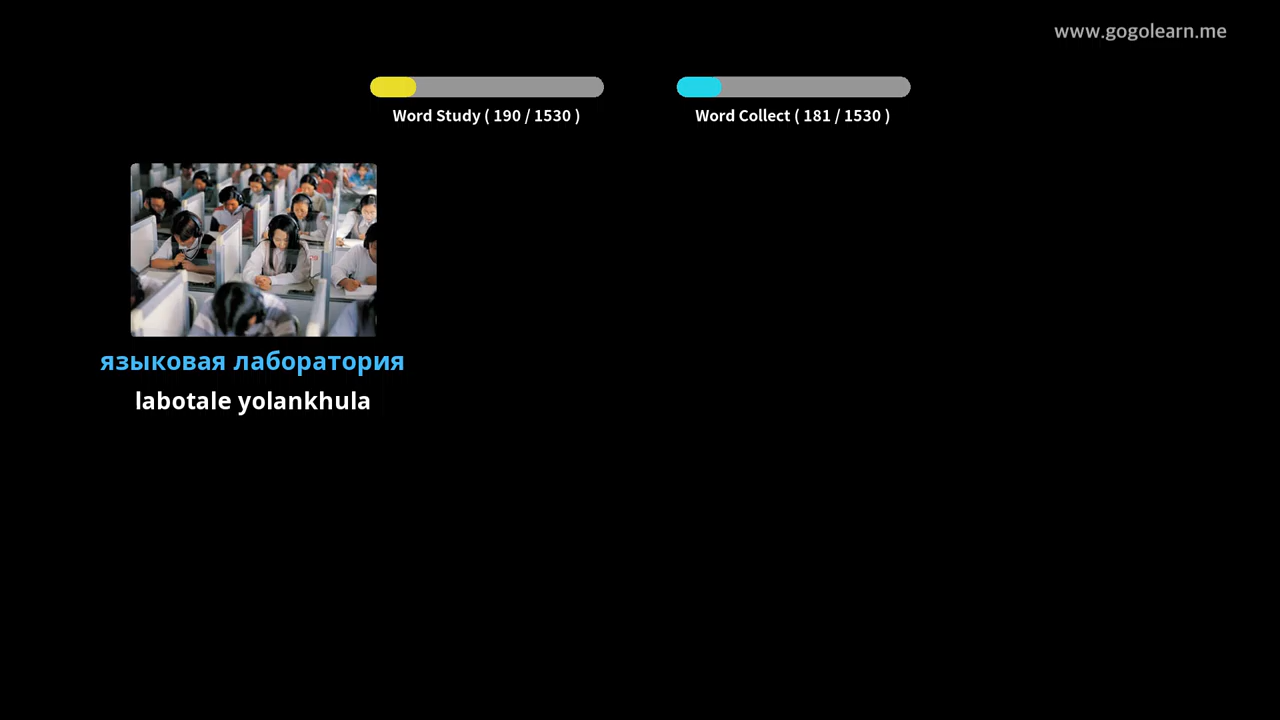 www.gogolearn.me
Word Study ( 190 / 1530 )
Word Collect ( 181 / 1530 )
языковая лаборатория
labotale yolankhula